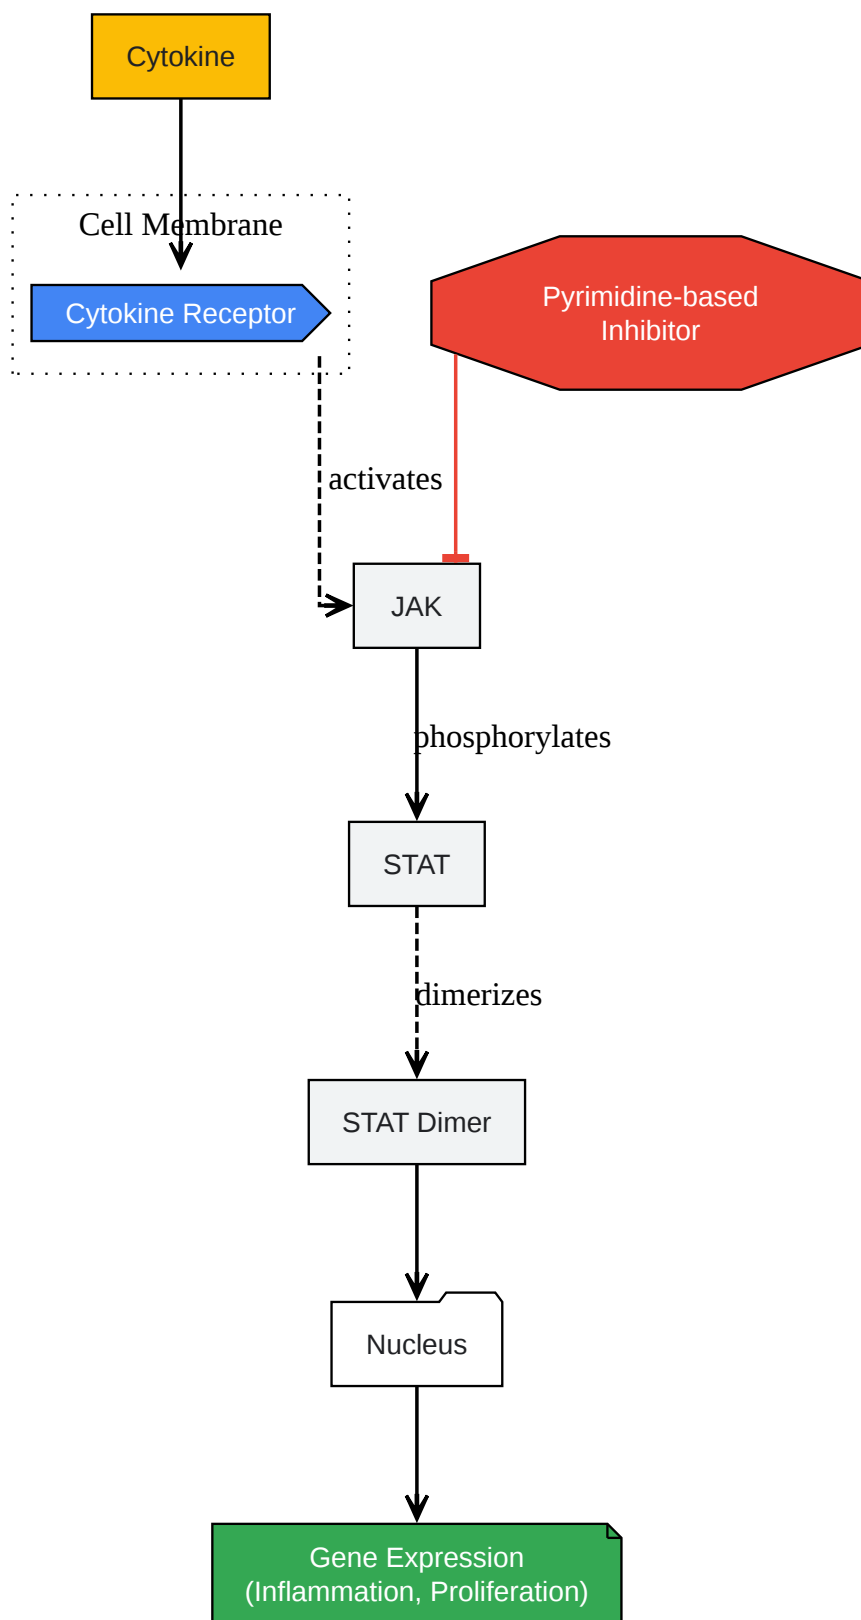 Cytokine
Cell Membrane
Cytokine Receptor
Pyrimidine-based
Inhibitor
activates
JAK
phosphorylates
STAT
dimerizes
STAT Dimer
Nucleus
Gene Expression
(Inflammation, Proliferation)